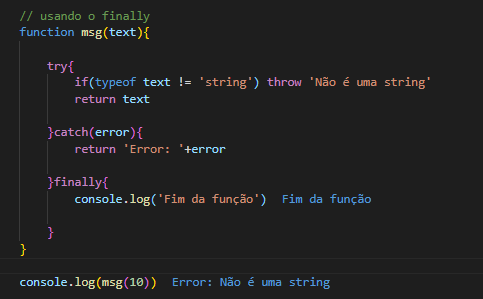 // usando o finally
function msg(text){
try{
if(typeof text != 'string') throw 'Não é uma string'
return text
}catch(error){
return 'Error: '+error
}finally{
console.log('Fim da função')  Fim da função
}
}
console.log(msg(10))  Error: Não é uma string